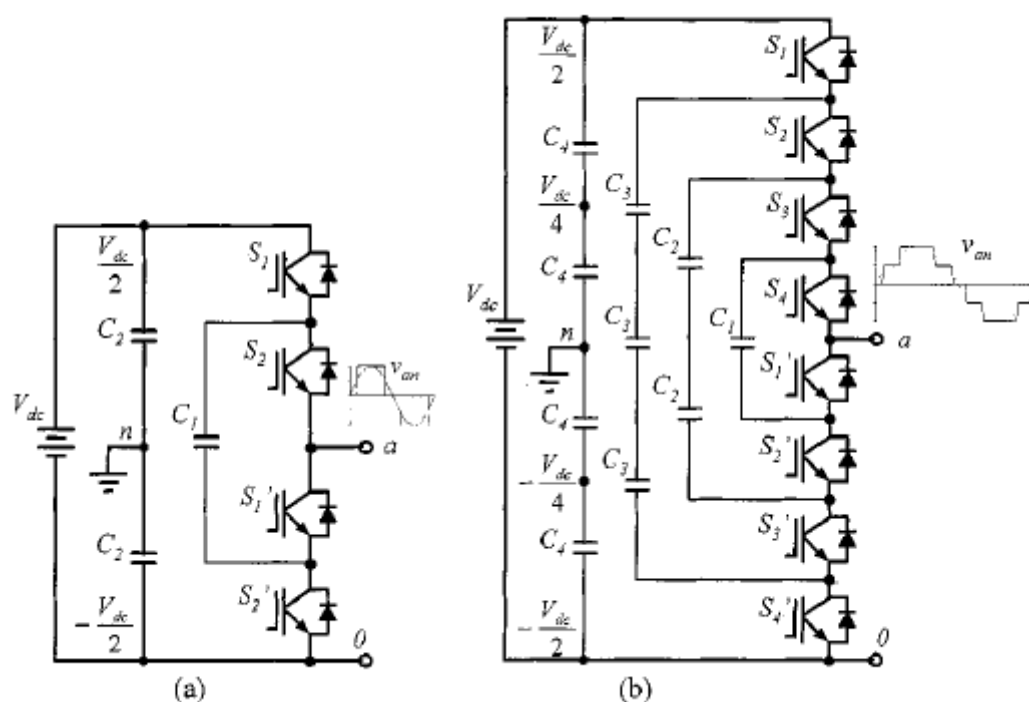 V_dc/2
S_1
C_2
S_2
v_an
V_dc
n
C_1
a
S_1'
C_2
S_2'
-V_dc/2
0
(a)
V_dc/2
S_1
S_2
C_4
C_3
V_dc/4
S_3
C_2
v_an
C_4
S_4
V_dc
C_3
C_1
n
a
S_1'
C_2
C_4
S_2'
C_3
-V_dc/4
S_3'
C_4
S_4'
-V_dc/2
0
(b)